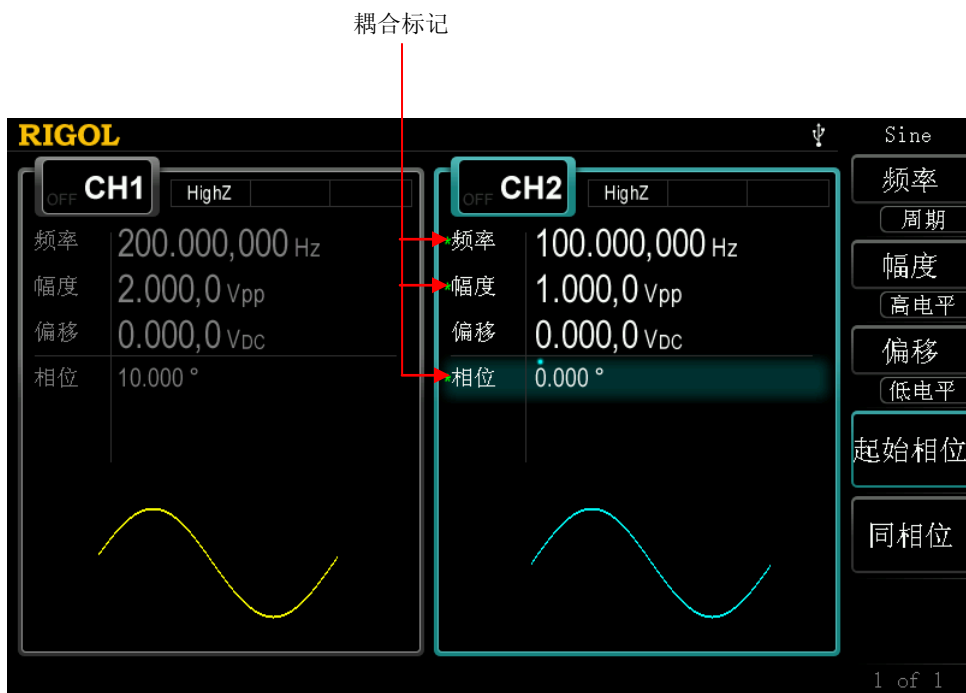 耦合标记
RIGOL
Sine
OFF CH1 HighZ
频率 200.000,000 Hz
幅度 2.000,0 Vpp
偏移 0.000,0 VDC
相位 10.000 °
OFF CH2 HighZ
*频率 100.000,000 Hz
*幅度 1.000,0 Vpp
偏移 0.000,0 VDC
*相位 0.000 °
频率
周期
幅度
高电平
偏移
低电平
起始相位
同相位
1 of 1